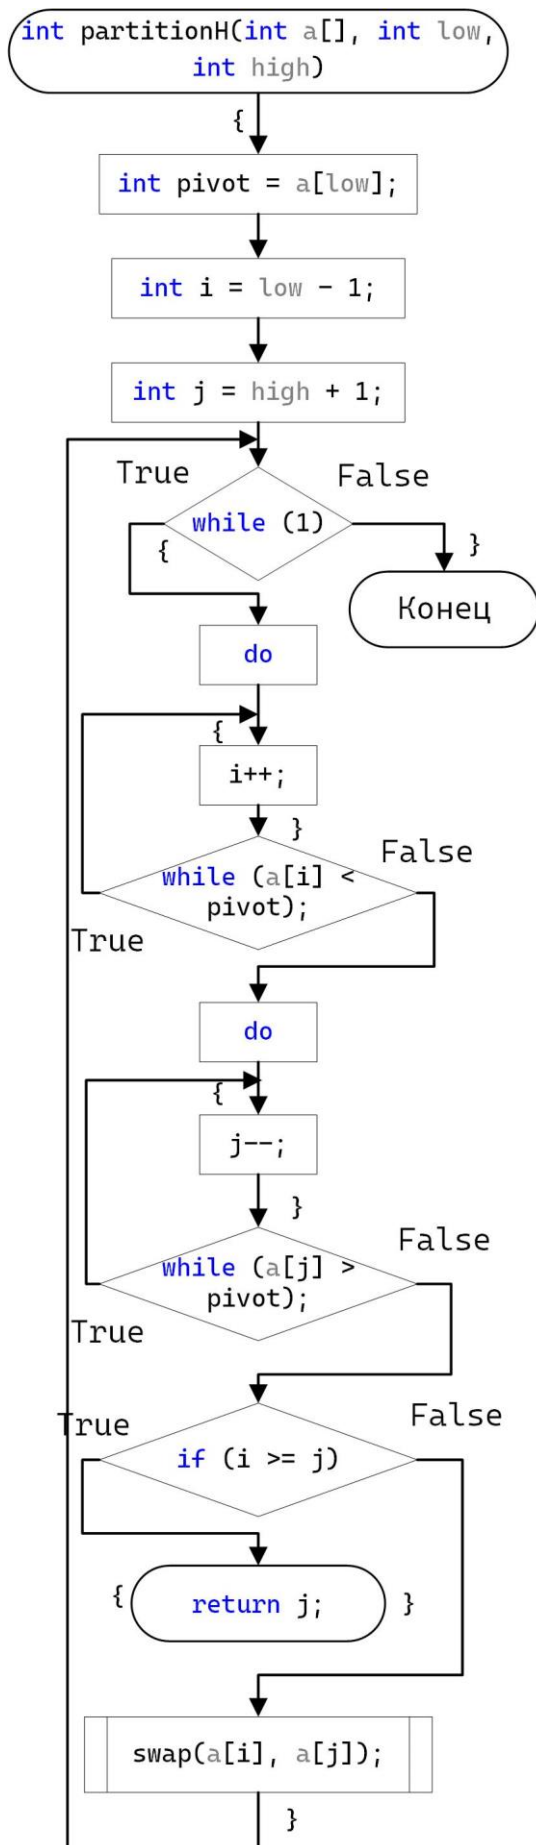 int partitionH(int a[], int low,
int high)
{
int pivot = a[low];
int i = low - 1;
int j = high + 1;
True
False
while (1)
{
}
Конец
do
{
i++;
}
False
while (a[i] <
pivot);
True
do
{
j--;
}
False
while (a[j] >
pivot);
True
True
False
if (i >= j)
{
return j;
}
swap(a[i], a[j]);
}